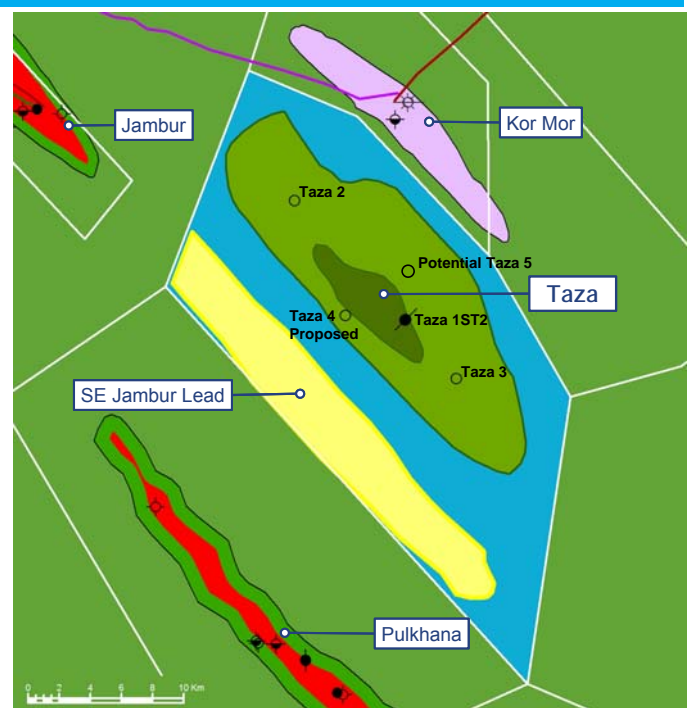 Jambur
Kor Mor
Taza 2
Potential Taza 5
Taza
Taza 4
Proposed
Taza 1ST2
Taza 3
SE Jambur Lead
Pulkhana
0 2 4 6 8 10 Km